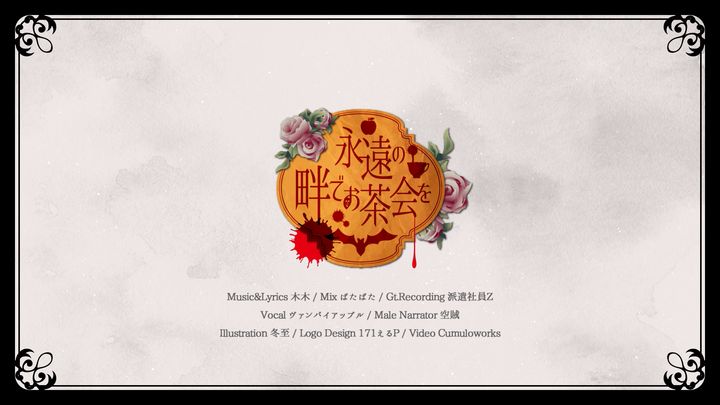 永遠の
畔でお茶会を
Music&Lyrics 木木 / Mix ぱたぱた / Gt.Recording 派遣社員Z
Vocal ヴァンパイアップル / Male Narrator 空賊
Illustration 冬至 / Logo Design 171えるP / Video Cumuloworks